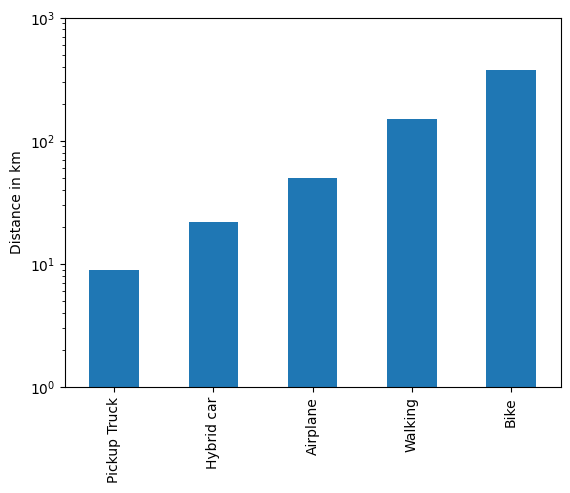 10³
10²
10¹
10⁰
Distance in km
Pickup Truck
Hybrid car
Airplane
Walking
Bike